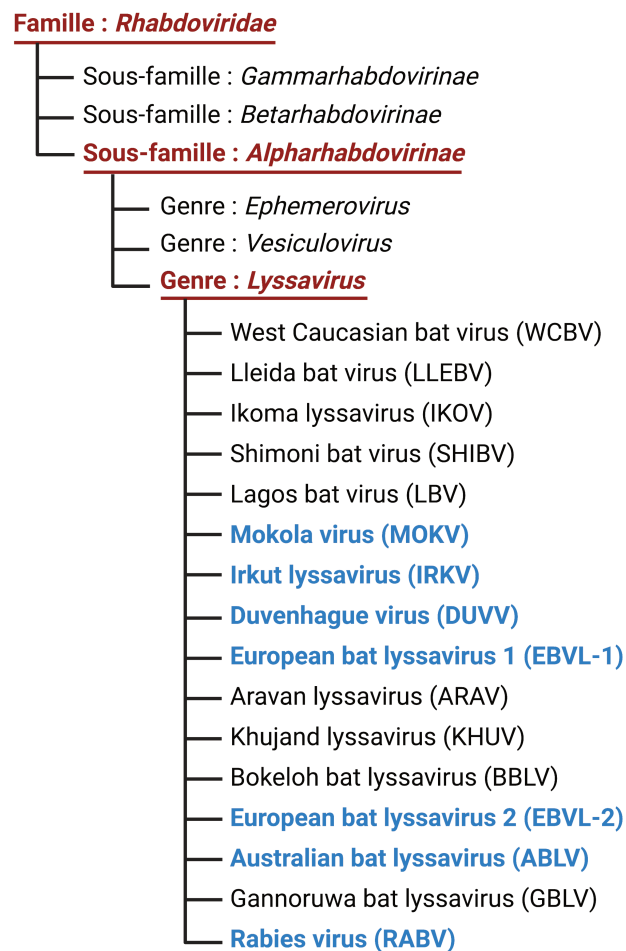 Famille : Rhabdoviridae
Sous-famille : Gammarhabdovirinae
Sous-famille : Betarhabdovirinae
Sous-famille : Alpharhabdovirinae
Genre : Ephemerovirus
Genre : Vesiculovirus
Genre : Lyssavirus
West Caucasian bat virus (WCBV)
Lleida bat virus (LLEBV)
Ikoma lyssavirus (IKOV)
Shimoni bat virus (SHIBV)
Lagos bat virus (LBV)
Mokola virus (MOKV)
Irkut lyssavirus (IRKV)
Duvenhague virus (DUVV)
European bat lyssavirus 1 (EBVL-1)
Aravan lyssavirus (ARAV)
Khujand lyssavirus (KHUV)
Bokeloh bat lyssavirus (BBLV)
European bat lyssavirus 2 (EBVL-2)
Australian bat lyssavirus (ABLV)
Gannoruwa bat lyssavirus (GBLV)
Rabies virus (RABV)